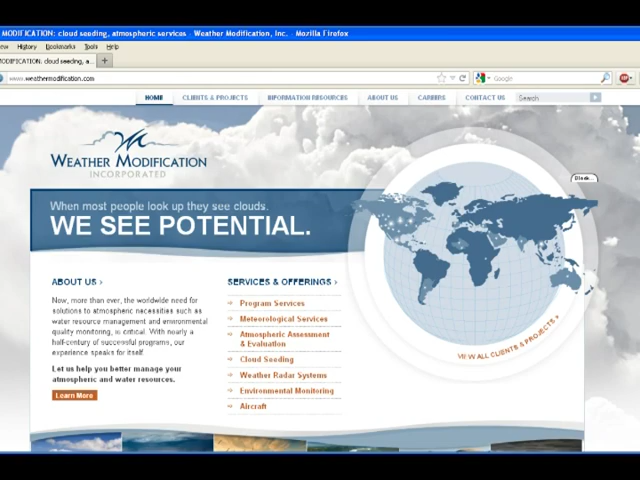 MODIFICATION: cloud seeding, atmospheric services - Weather Modification, Inc. - Mozilla Firefox
ew History Bookmarks Tools Help
ODIFICATION: cloud seeding, a... +
www.weathermodification.com
Google
HOME CLIENTS & PROJECTS INFORMATION RESOURCES ABOUT US CAREERS CONTACT US Search
WEATHER MODIFICATION
INCORPORATED
Block...
When most people look up they see clouds.
WE SEE POTENTIAL.
ABOUT US ›
Now, more than ever, the worldwide need for
solutions to atmospheric necessities such as
water resource management and environmental
quality monitoring, is critical. With nearly a
half-century of successful programs, our
experience speaks for itself.
Let us help you better manage your
atmospheric and water resources.
Learn More
SERVICES & OFFERINGS ›
Program Services
Meteorological Services
Atmospheric Assessment
& Evaluation
Cloud Seeding
Weather Radar Systems
Environmental Monitoring
Aircraft
VIEW ALL CLIENTS & PROJECTS »